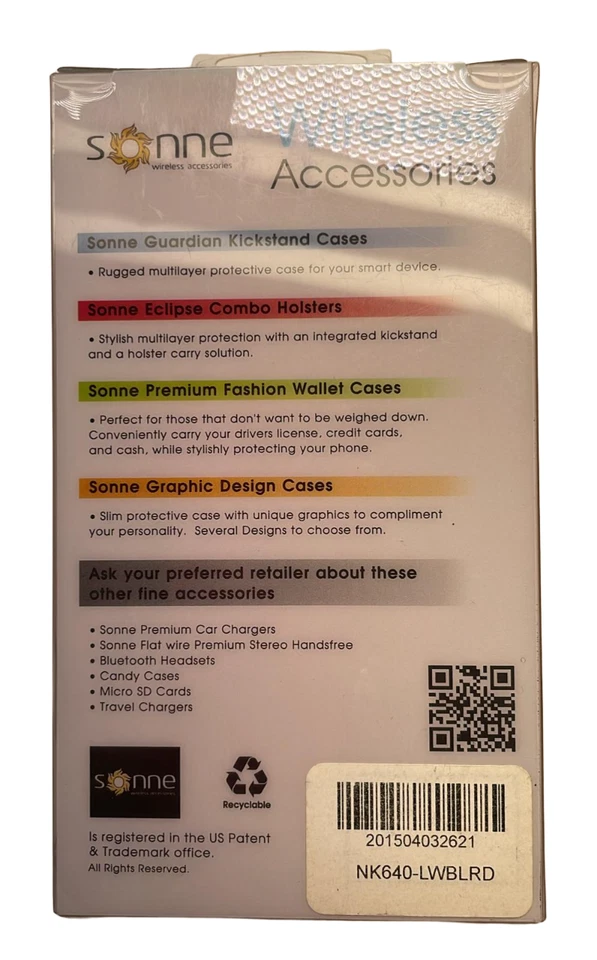 sonne
wireless accessories
Wireless
Accessories
Sonne Guardian Kickstand Cases
• Rugged multilayer protective case for your smart device.
Sonne Eclipse Combo Holsters
• Stylish multilayer protection with an integrated kickstand
and a holster carry solution.
Sonne Premium Fashion Wallet Cases
• Perfect for those that don't want to be weighed down.
Conveniently carry your drivers license, credit cards,
and cash, while stylishly protecting your phone.
Sonne Graphic Design Cases
• Slim protective case with unique graphics to compliment
your personality. Several Designs to choose from.
Ask your preferred retailer about these
other fine accessories
• Sonne Premium Car Chargers
• Sonne Flat wire Premium Stereo Handsfree
• Bluetooth Headsets
• Candy Cases
• Micro SD Cards
• Travel Chargers
sonne
wireless accessories
Recyclable
Is registered in the US Patent
& Trademark office.
All Rights Reserved.
201504032621
NK640-LWBLRD